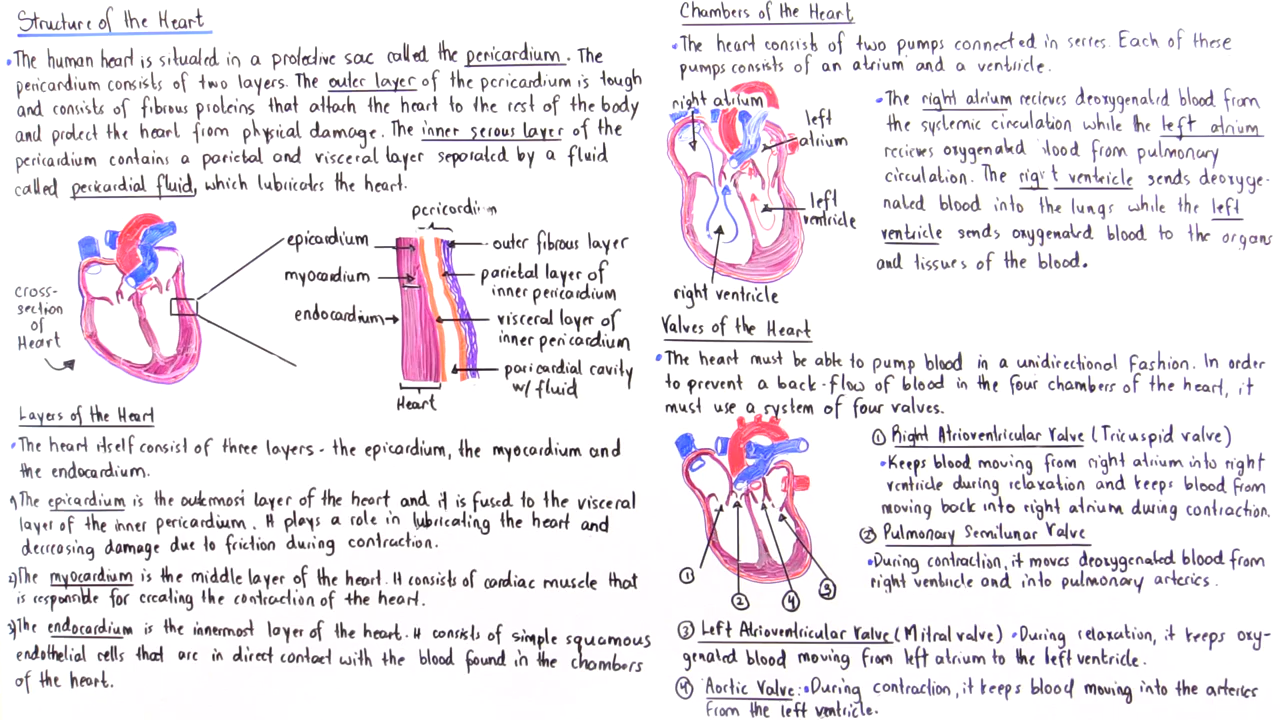 Structure of the Heart
• The human heart is situated in a protective sac called the pericardium. The
pericardium consists of two layers. The outer layer of the pericardium is tough
and consists of fibrous proteins that attach the heart to the rest of the body
and protect the heart from physical damage. The inner serous layer of the
pericardium contains a parietal and visceral layer separated by a fluid
called pericardial fluid, which lubricates the heart.
cross-
section
of
Heart
pericardium
epicardium
myocardium
endocardium
outer fibrous layer
parietal layer of
inner pericardium
visceral layer of
inner pericardium
paricardial cavity
w/ fluid
Heart
Layers of the Heart
• The heart itself consist of three layers - the epicardium, the myocardium and
the endocardium.
1) The epicardium is the outermost layer of the heart and it is fused to the visceral
layer of the inner pericardium. It plays a role in lubricating the heart and
decreasing damage due to friction during contraction.
2) The myocardium is the middle layer of the heart. It consists of cardiac muscle that
is responsible for creating the contraction of the heart.
3) The endocardium is the innermost layer of the heart. It consists of simple squamous
endothelial cells that are in direct contact with the blood found in the chambers
of the heart.
Chambers of the Heart
• The heart consists of two pumps connected in series. Each of these
pumps consists of an atrium and a ventricle.
right atrium
left
atrium
left
ventricle
right ventricle
• The right atrium recieves deoxygenated blood from
the systemic circulation while the left atrium
recieves oxygenated blood from pulmonary
circulation. The right ventricle sends deoxyge-
nated blood into the lungs while the left
ventricle sends oxygenated blood to the organs
and tissues of the blood.
Valves of the Heart
• The heart must be able to pump blood in a unidirectional fashion. In order
to prevent a back-flow of blood in the four chambers of the heart, it
must use a system of four valves.
1
2
4
3
① Right Atrioventricular Valve (Tricuspid valve)
• Keeps blood moving from right atrium into right
ventricle during relaxation and keeps blood from
moving back into right atrium during contraction.
② Pulmonary Semilunar Valve
• During contraction, it moves deoxygenated blood from
right ventricle and into pulmonary arteries.
③ Left Atrioventricular Valve (Mitral valve) • During relaxation, it keeps oxy-
genated blood moving from left atrium to the left ventricle.
④ Aortic Valve: • During contraction, it keeps blood moving into the arteries
from the left ventricle.